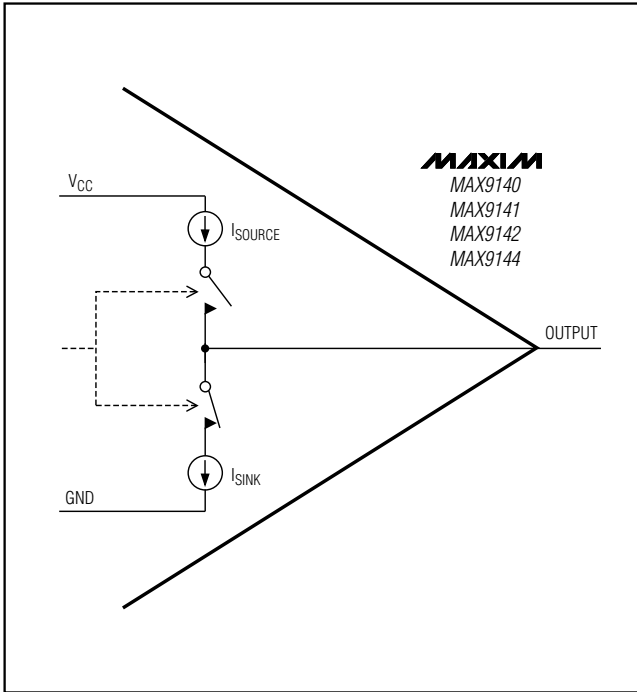 MAXIM
MAX9140
MAX9141
MAX9142
MAX9144
VCC
ISOURCE
OUTPUT
ISINK
GND